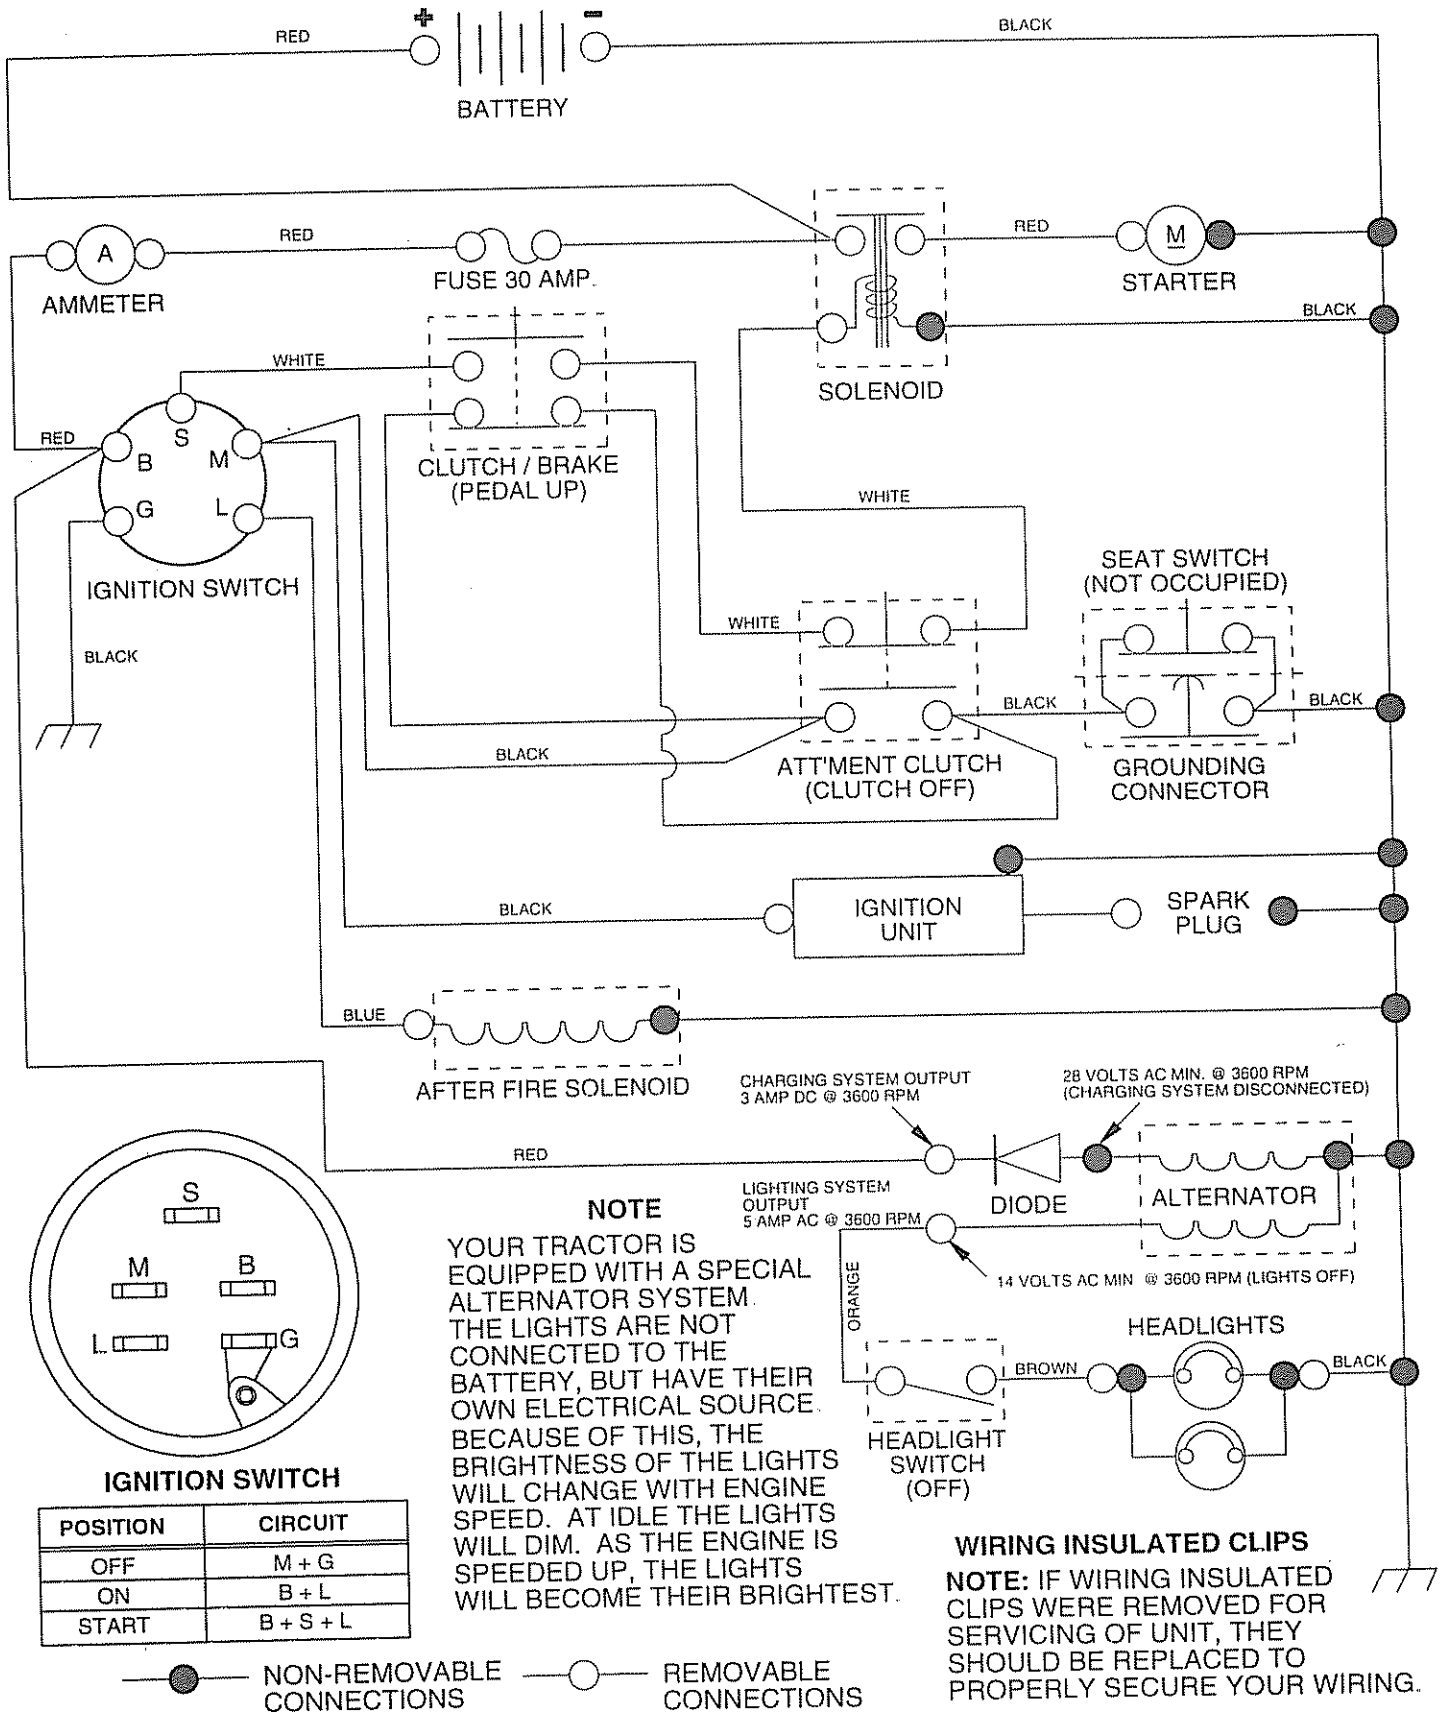 +
-
RED
BLACK
BATTERY
RED
RED
A
M
AMMETER
FUSE 30 AMP.
STARTER
BLACK
WHITE
SOLENOID
RED
S
B
M
G
L
CLUTCH / BRAKE
(PEDAL UP)
WHITE
IGNITION SWITCH
SEAT SWITCH
(NOT OCCUPIED)
WHITE
BLACK
BLACK
BLACK
BLACK
ATT'MENT CLUTCH
(CLUTCH OFF)
GROUNDING
CONNECTOR
BLACK
IGNITION
UNIT
SPARK
PLUG
BLUE
AFTER FIRE SOLENOID
CHARGING SYSTEM OUTPUT
3 AMP DC @ 3600 RPM
28 VOLTS AC MIN. @ 3600 RPM
(CHARGING SYSTEM DISCONNECTED)
RED
DIODE
ALTERNATOR
LIGHTING SYSTEM
OUTPUT
5 AMP AC @ 3600 RPM
14 VOLTS AC MIN @ 3600 RPM (LIGHTS OFF)
ORANGE
HEADLIGHTS
BROWN
BLACK
HEADLIGHT
SWITCH
(OFF)
S
M
B
L
G
IGNITION SWITCH
POSITION CIRCUIT
OFF M + G
ON B + L
START B + S + L
NOTE
YOUR TRACTOR IS
EQUIPPED WITH A SPECIAL
ALTERNATOR SYSTEM.
THE LIGHTS ARE NOT
CONNECTED TO THE
BATTERY, BUT HAVE THEIR
OWN ELECTRICAL SOURCE.
BECAUSE OF THIS, THE
BRIGHTNESS OF THE LIGHTS
WILL CHANGE WITH ENGINE
SPEED. AT IDLE THE LIGHTS
WILL DIM. AS THE ENGINE IS
SPEEDED UP, THE LIGHTS
WILL BECOME THEIR BRIGHTEST.
WIRING INSULATED CLIPS
NOTE: IF WIRING INSULATED
CLIPS WERE REMOVED FOR
SERVICING OF UNIT, THEY
SHOULD BE REPLACED TO
PROPERLY SECURE YOUR WIRING.
NON-REMOVABLE
CONNECTIONS
REMOVABLE
CONNECTIONS